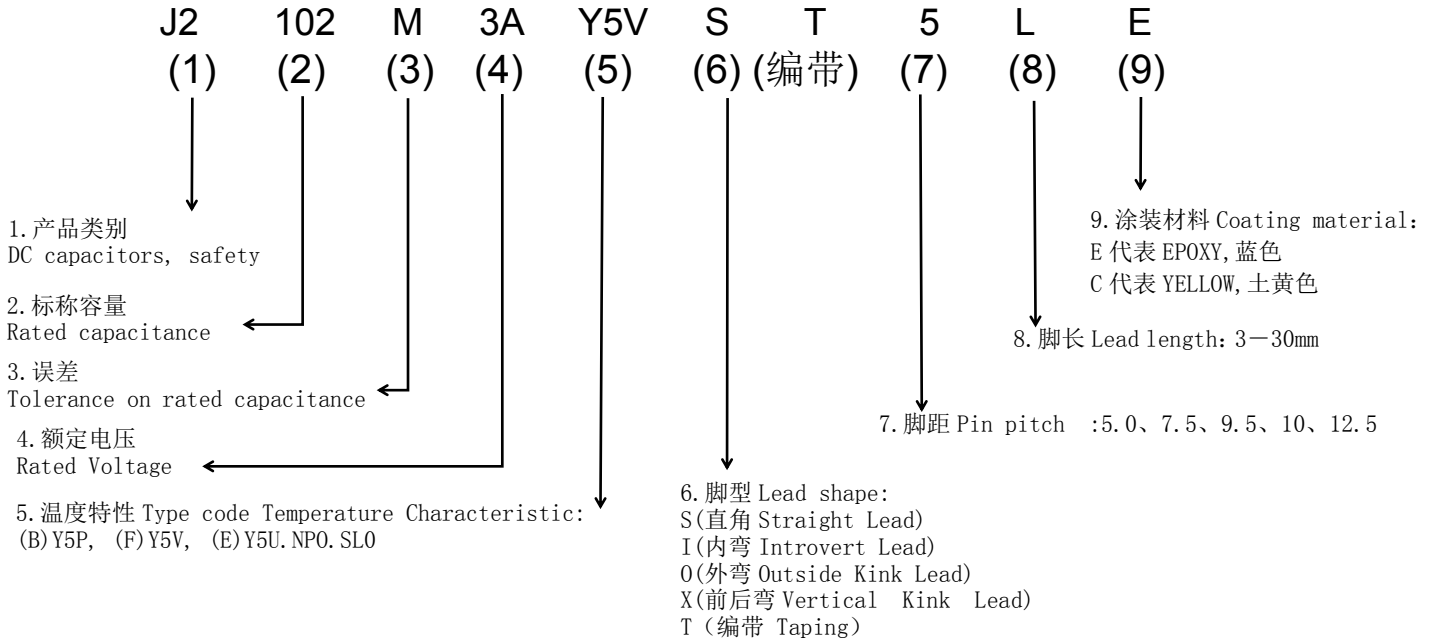 J2 102 M 3A Y5V S T 5 L E
(1) (2) (3) (4) (5) (6) (编带) (7) (8) (9)
1.产品类别
DC capacitors, safety
2.标称容量
Rated capacitance
3.误差
Tolerance on rated capacitance
4.额定电压
Rated Voltage
5.温度特性 Type code Temperature Characteristic:
(B)Y5P, (F)Y5V, (E)Y5U.NPO.SL0
6.脚型 Lead shape:
S(直角 Straight Lead)
I(内弯 Introvert Lead)
O(外弯 Outside Kink Lead)
X(前后弯 Vertical Kink Lead)
T（编带 Taping）
7.脚距 Pin pitch :5.0、7.5、9.5、10、12.5
8.脚长 Lead length：3－30mm
9.涂装材料 Coating material：
E 代表 EPOXY,蓝色
C 代表 YELLOW,土黄色